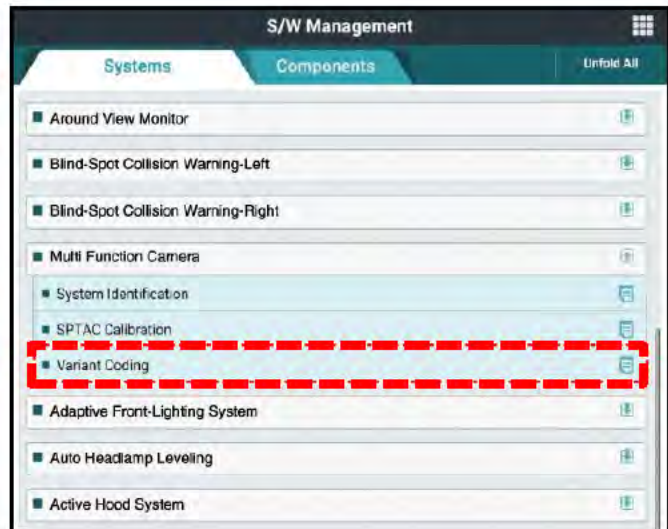 S/W Management
Systems
Components
Unfold All
Around View Monitor
Blind-Spot Collision Warning-Left
Blind-Spot Collision Warning-Right
Multi Function Camera
System Identification
SPTAC Calibration
Variant Coding
Adaptive Front-Lighting System
Auto Headlamp Leveling
Active Hood System